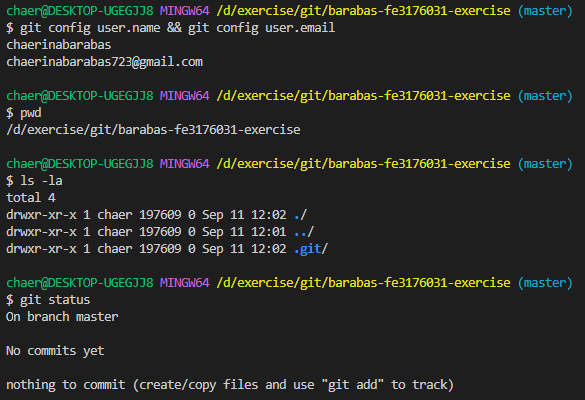 chaer@DESKTOP-UGEGJJ8 MINGW64 /d/exercise/git/barabas-fe3176031-exercise (master)
$ git config user.name && git config user.email
chaerinabarabas
chaerinabarabas723@gmail.com
chaer@DESKTOP-UGEGJJ8 MINGW64 /d/exercise/git/barabas-fe3176031-exercise (master)
$ pwd
/d/exercise/git/barabas-fe3176031-exercise
chaer@DESKTOP-UGEGJJ8 MINGW64 /d/exercise/git/barabas-fe3176031-exercise (master)
$ ls -la
total 4
drwxr-xr-x 1 chaer 197609 0 Sep 11 12:02 ./
drwxr-xr-x 1 chaer 197609 0 Sep 11 12:01 ../
drwxr-xr-x 1 chaer 197609 0 Sep 11 12:02 .git/
chaer@DESKTOP-UGEGJJ8 MINGW64 /d/exercise/git/barabas-fe3176031-exercise (master)
$ git status
On branch master
No commits yet
nothing to commit (create/copy files and use "git add" to track)